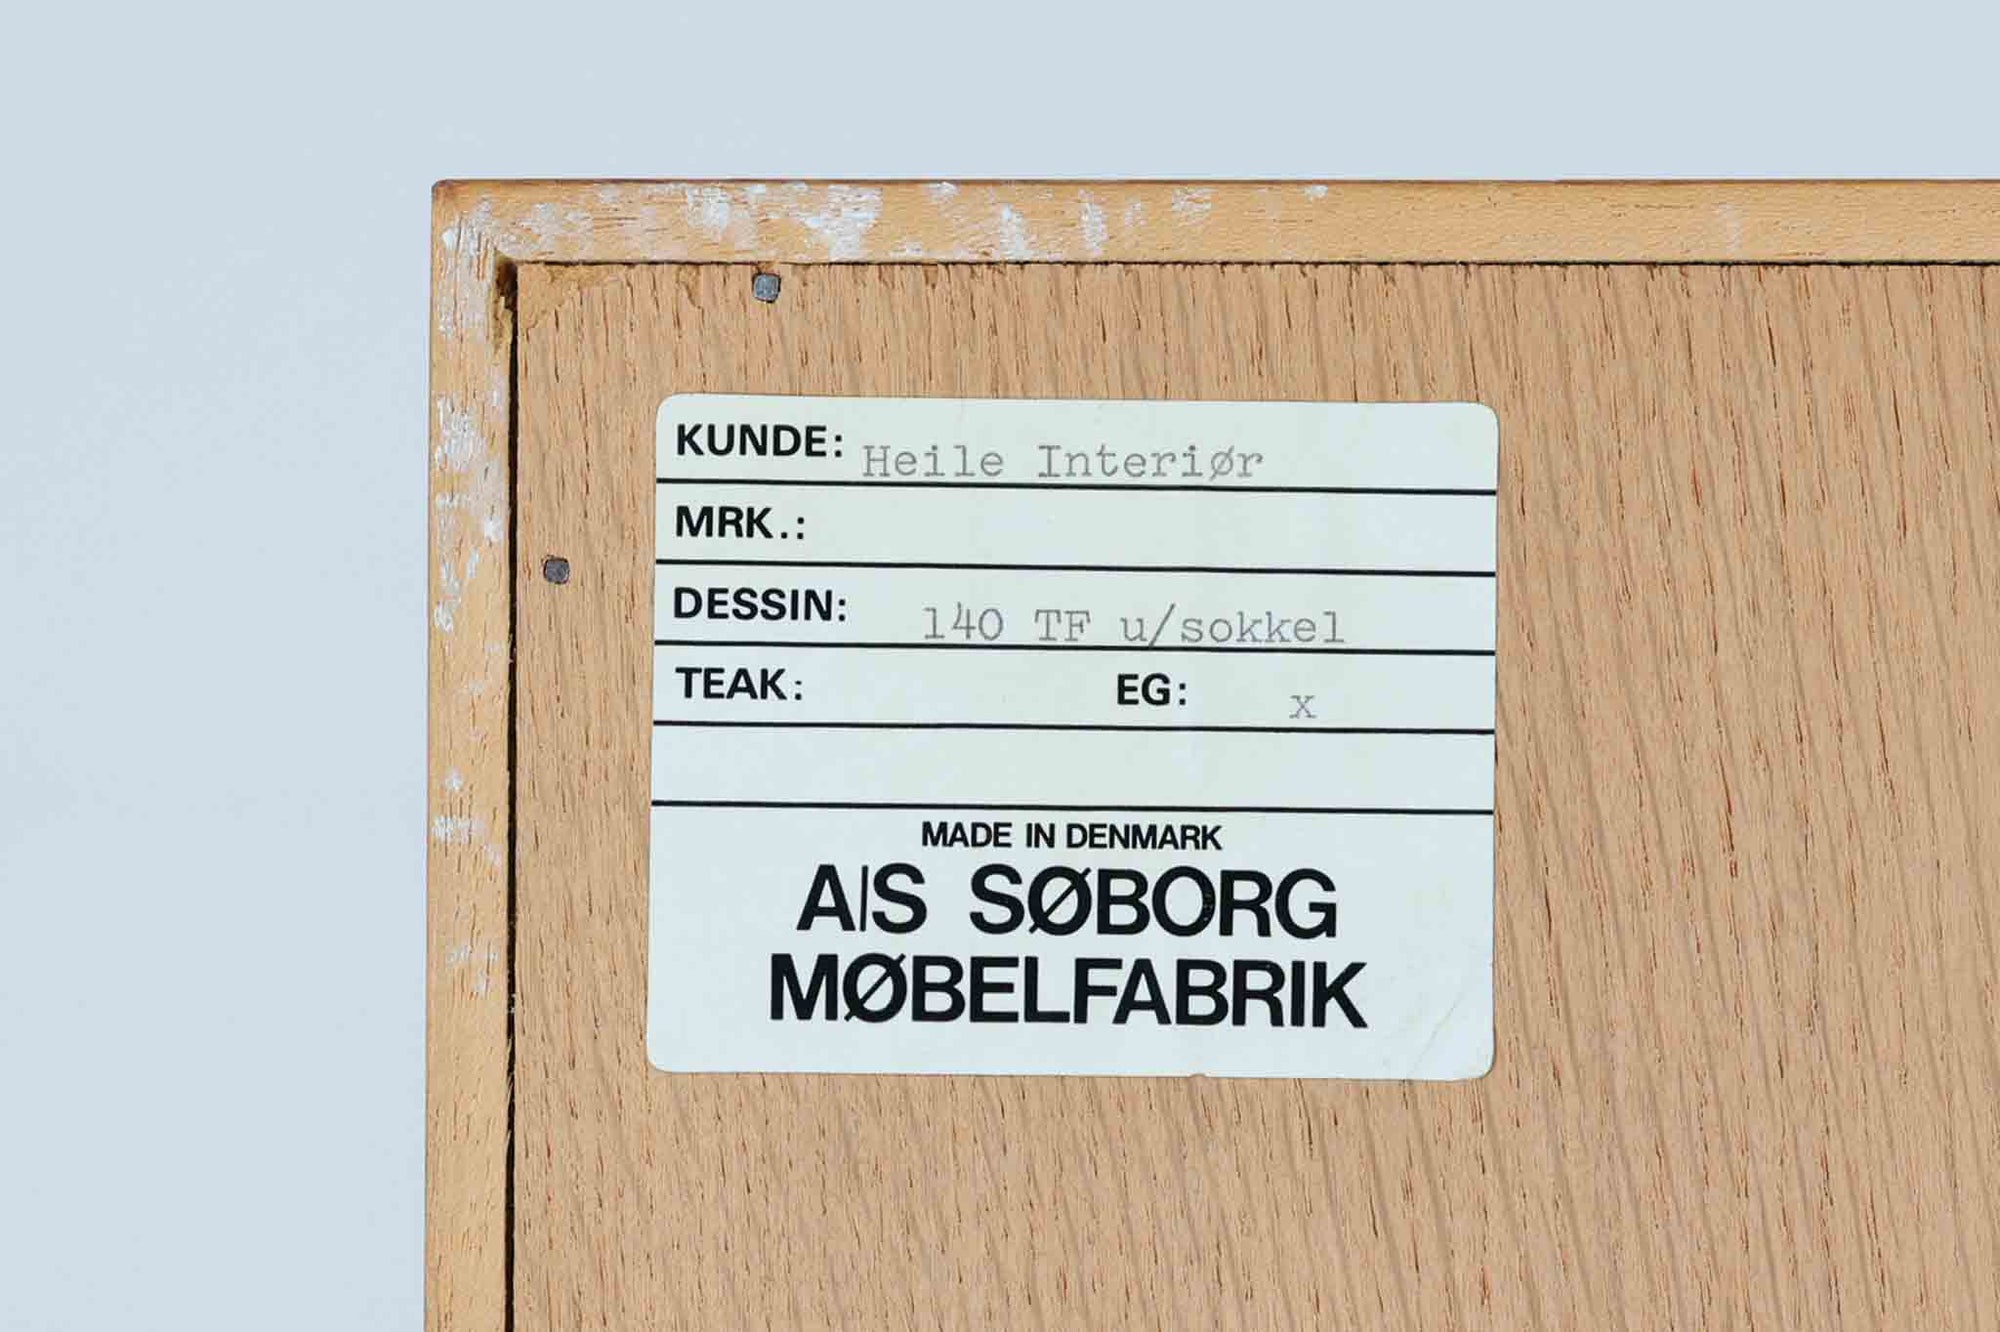 KUNDE: Heile Interiør
MRK.:
DESSIN: 140 TF u/sokkel
TEAK: EG: x
MADE IN DENMARK
A/S SØBORG
MØBELFABRIK